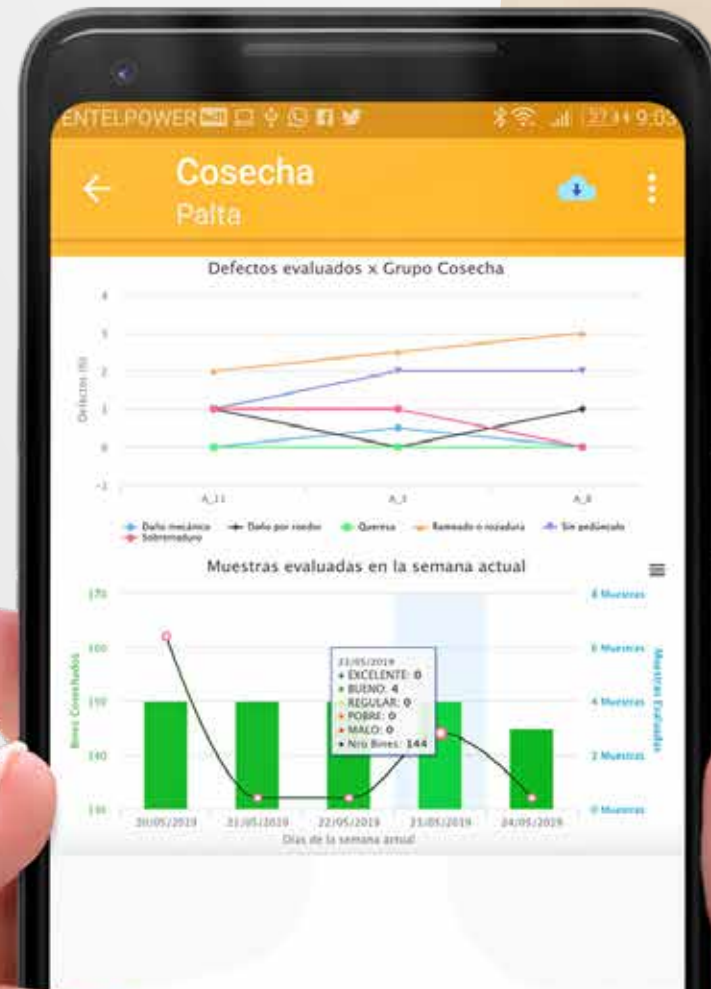 ENTELPOWER
9:03
Cosecha
Palta
Defectos evaluados x Grupo Cosecha
4
3
2
1
0
-1
Defectos (%)
A_11
Daño mecánico Daño por roedor Queresa Rameado o rozadura Sin pedúnculo
Sobremaduro
Muestras evaluadas en la semana actual
170 8 Muestras
160 6 Muestras
150 4 Muestras
140 2 Muestras
130 0 Muestras
Bines Cosechados
Muestras Evaluadas
23/05/2019
EXCELENTE: 0
BUENO: 4
REGULAR: 0
POBRE: 0
MALO: 0
Nro Bines: 144
20/05/2019 21/05/2019 22/05/2019 23/05/2019 24/05/2019
Días de la semana actual